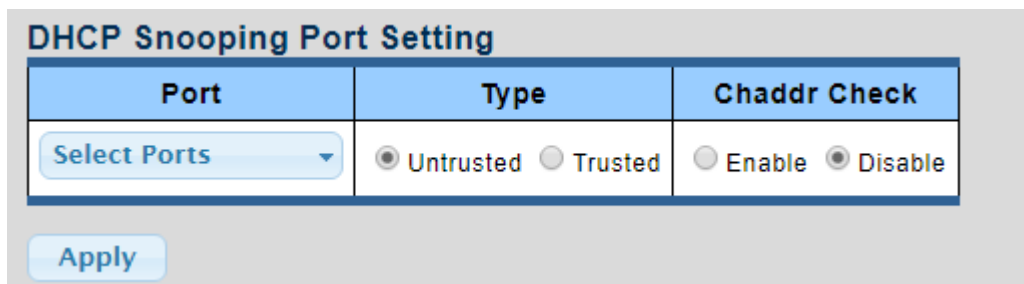 DHCP Snooping Port Setting
Port Type Chaddr Check
Select Ports Untrusted Trusted Enable Disable
Apply